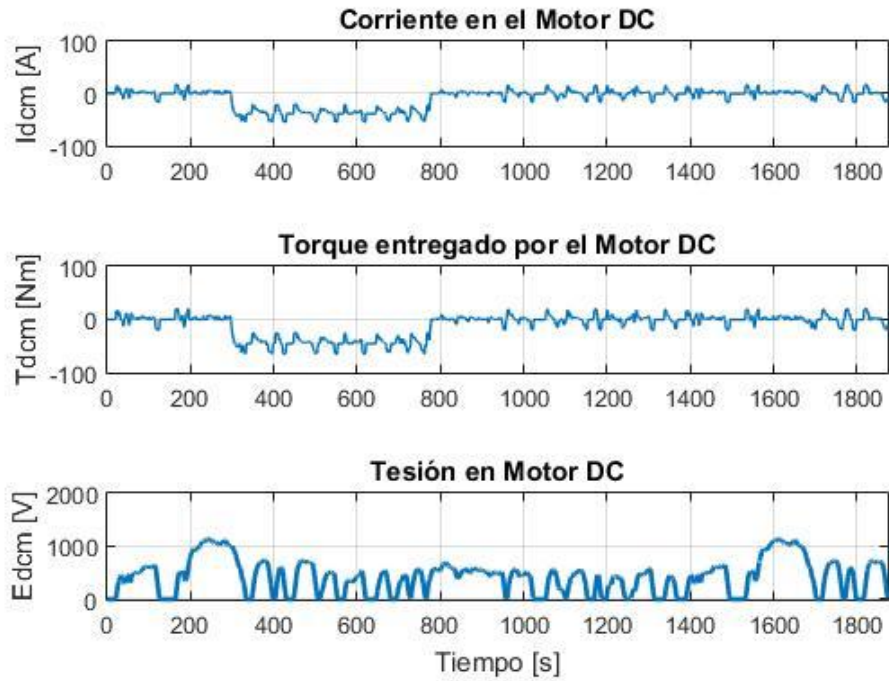 Corriente en el Motor DC
Idcm [A]
100
0
-100
0 200 400 600 800 1000 1200 1400 1600 1800
Torque entregado por el Motor DC
Tdcm [Nm]
100
0
-100
0 200 400 600 800 1000 1200 1400 1600 1800
Tesión en Motor DC
Edcm [V]
2000
1000
0
0 200 400 600 800 1000 1200 1400 1600 1800
Tiempo [s]